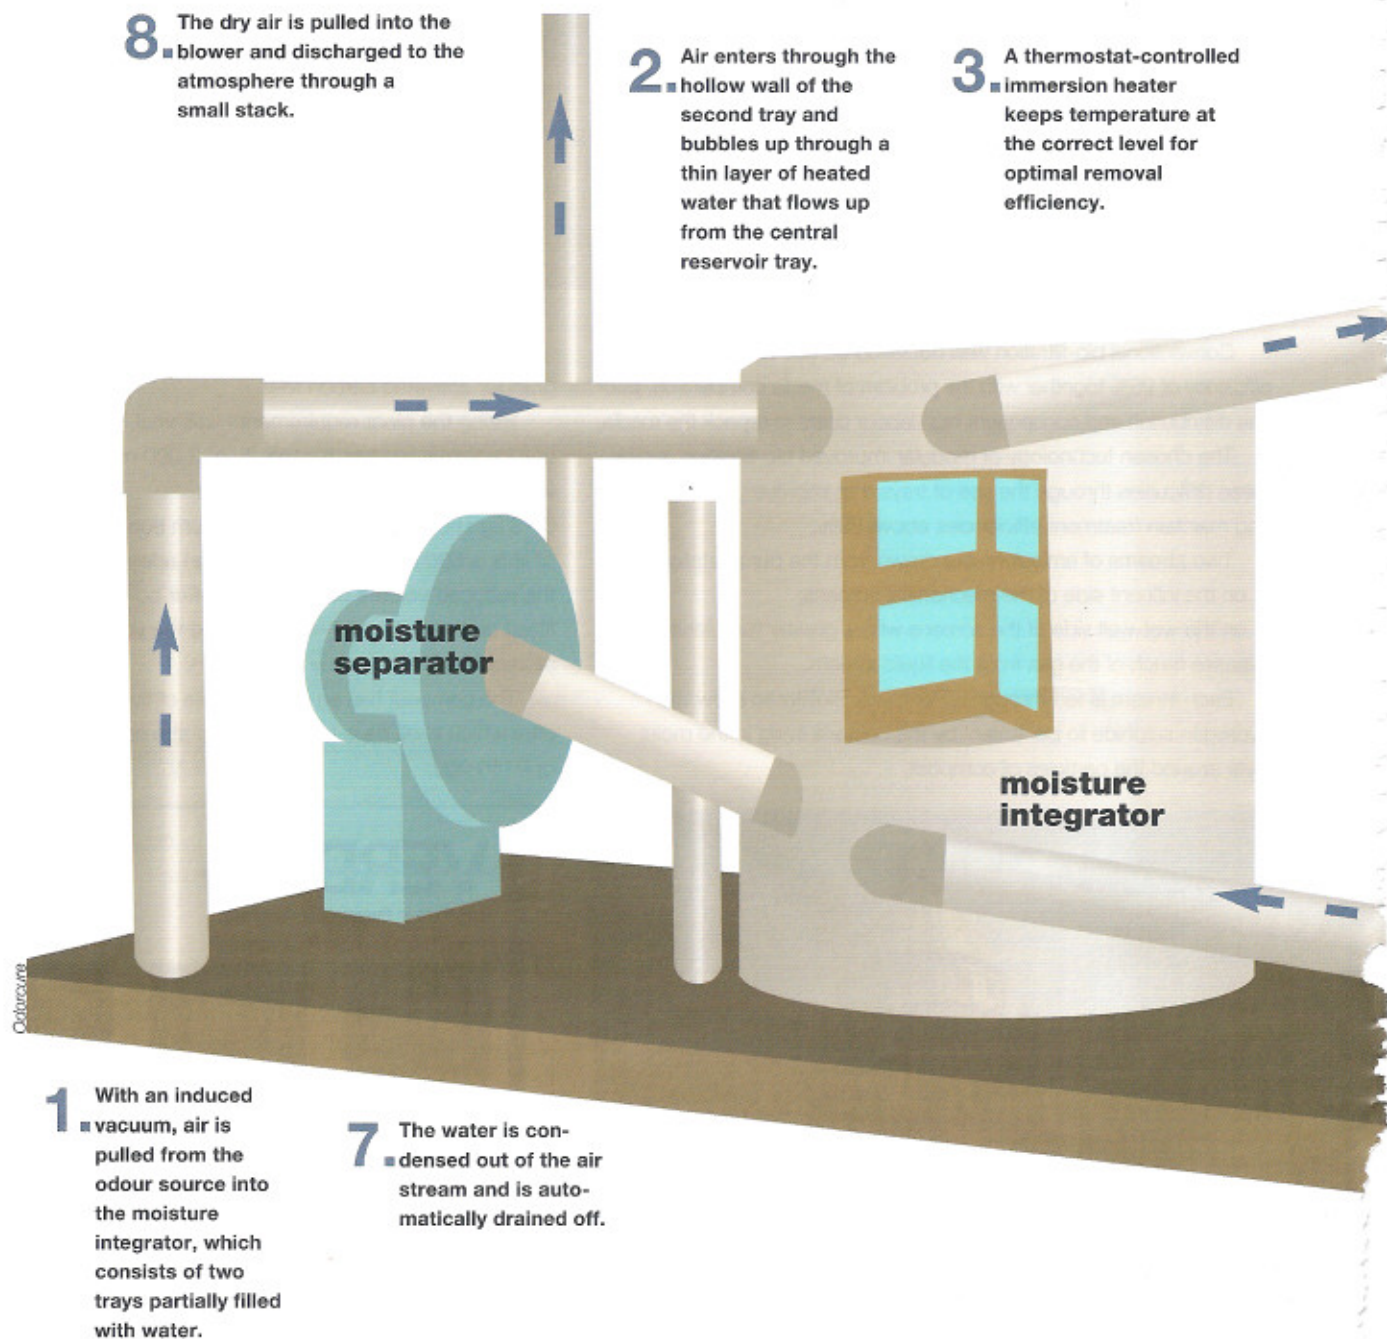 8.
The dry air is pulled into the
blower and discharged to the
atmosphere through a
small stack.
2.
Air enters through the
hollow wall of the
second tray and
bubbles up through a
thin layer of heated
water that flows up
from the central
reservoir tray.
3.
A thermostat-controlled
immersion heater
keeps temperature at
the correct level for
optimal removal
efficiency.
moisture
separator
moisture
integrator
Odorcure
1.
With an induced
vacuum, air is
pulled from the
odour source into
the moisture
integrator, which
consists of two
trays partially filled
with water.
7.
The water is con-
densed out of the air
stream and is auto-
matically drained off.